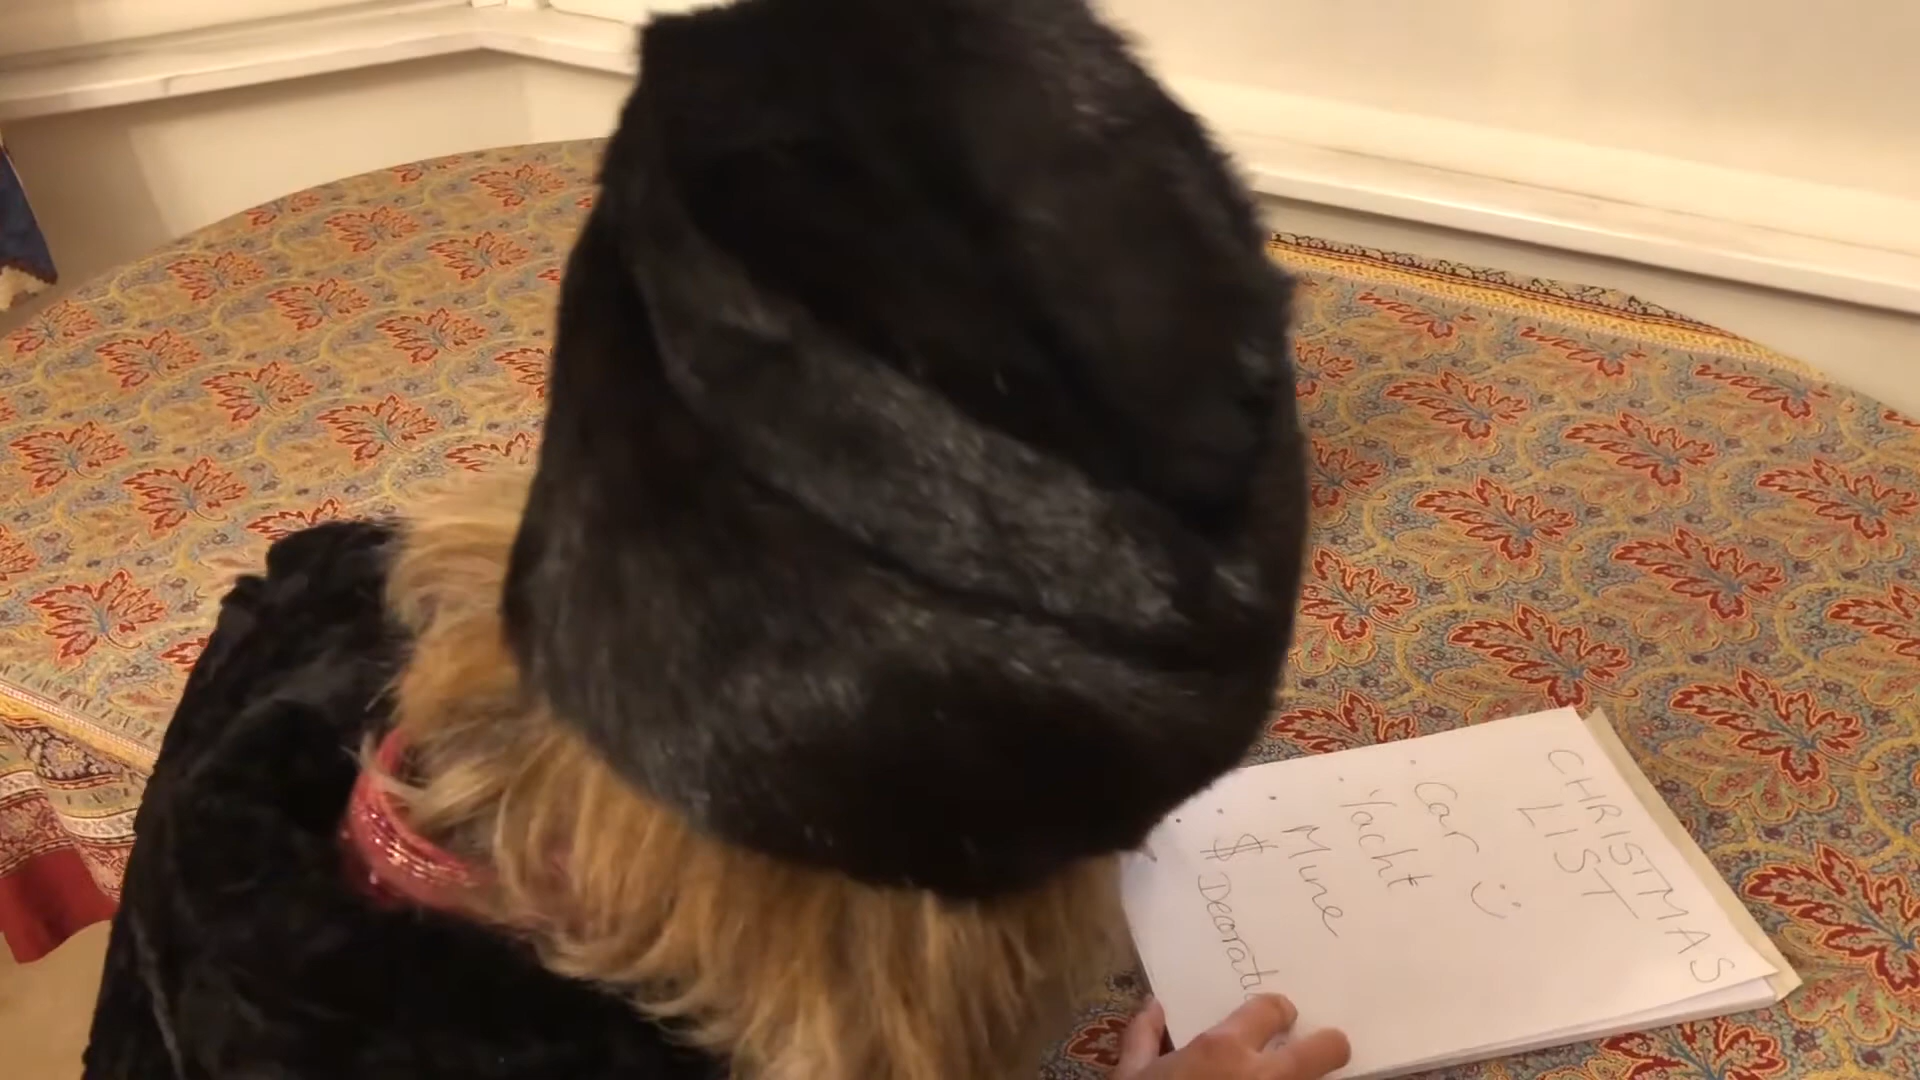 CHRISTMAS
LIST
• Car :)
• Yacht
• Mine
• $
• Decorati